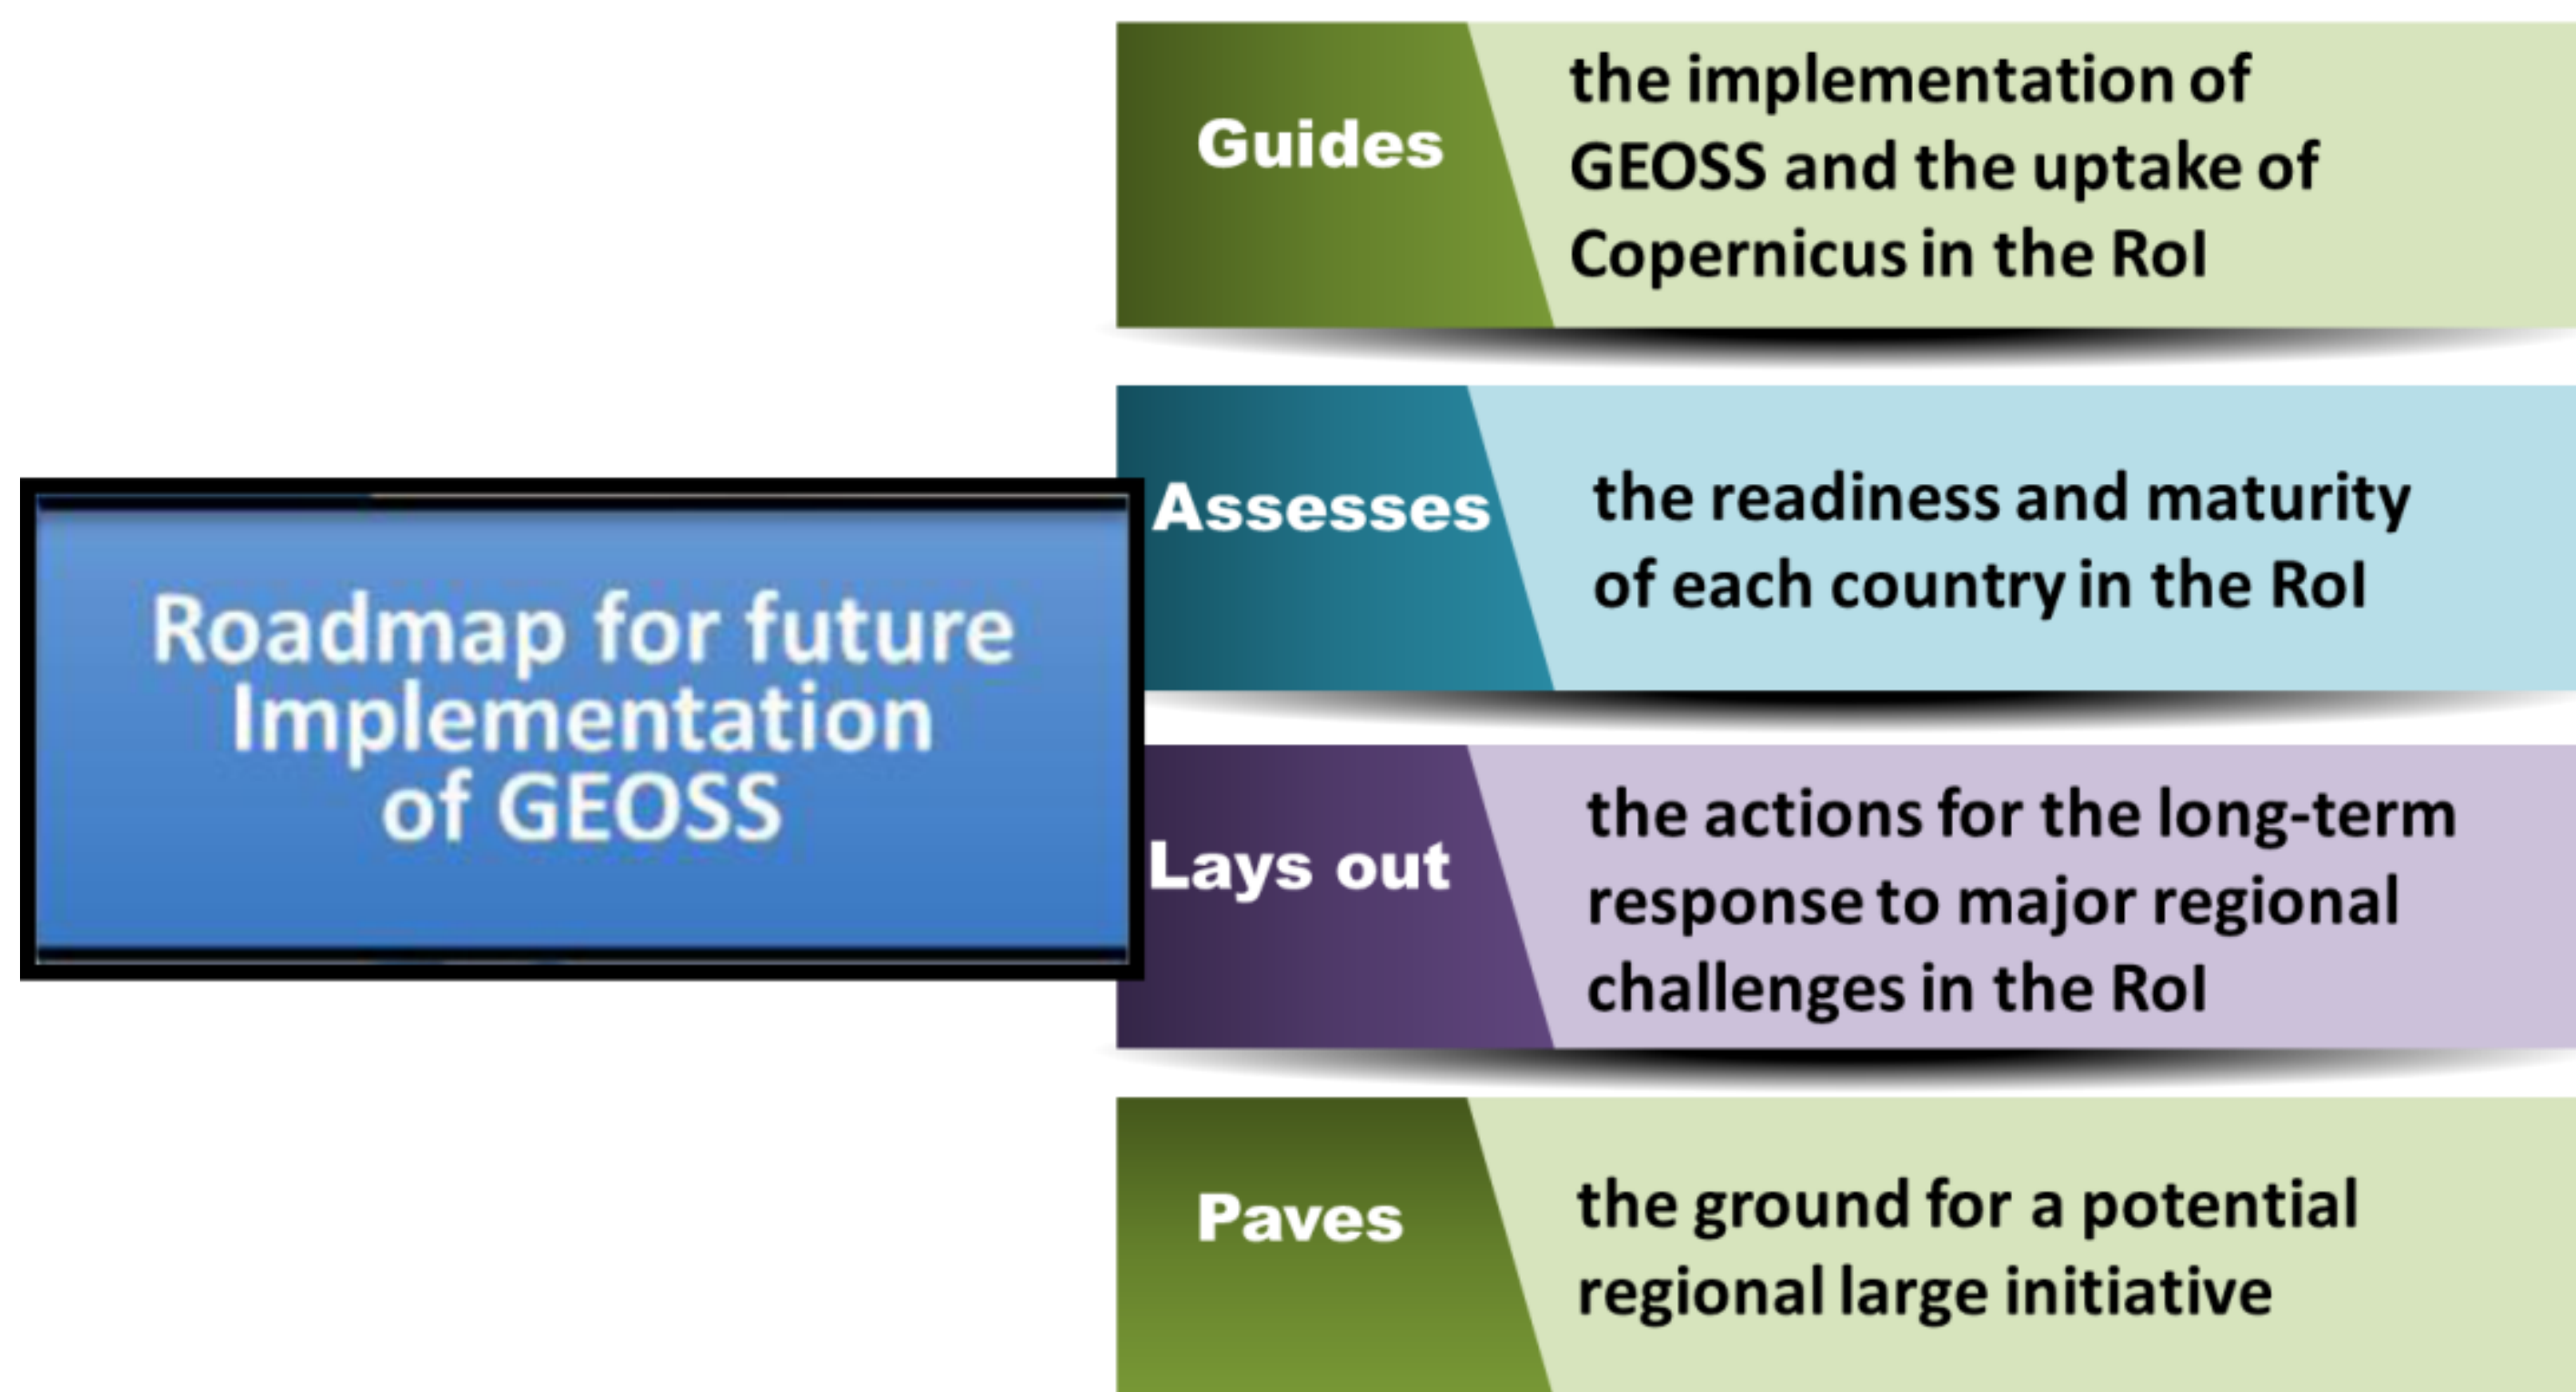 Roadmap for future
Implementation
of GEOSS
Guides
the implementation of
GEOSS and the uptake of
Copernicus in the RoI
Assesses
the readiness and maturity
of each country in the RoI
Lays out
the actions for the long-term
response to major regional
challenges in the RoI
Paves
the ground for a potential
regional large initiative